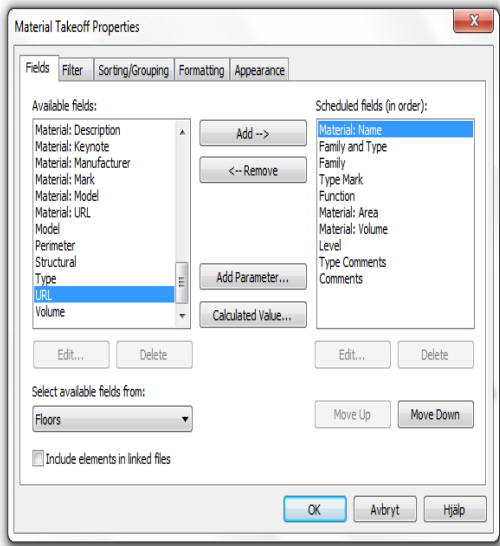 Material Takeoff Properties
X
Fields Filter Sorting/Grouping Formatting Appearance
Available fields:
Material: Description
Material: Keynote
Material: Manufacturer
Material: Mark
Material: Model
Material: URL
Model
Perimeter
Structural
Type
URL
Volume
Add -->
<-- Remove
Add Parameter...
Calculated Value...
Scheduled fields (in order):
Material: Name
Family and Type
Family
Type Mark
Function
Material: Area
Material: Volume
Level
Type Comments
Comments
Edit... Delete
Edit... Delete
Select available fields from:
Floors
Move Up Move Down
Include elements in linked files
OK Avbryt Hjälp